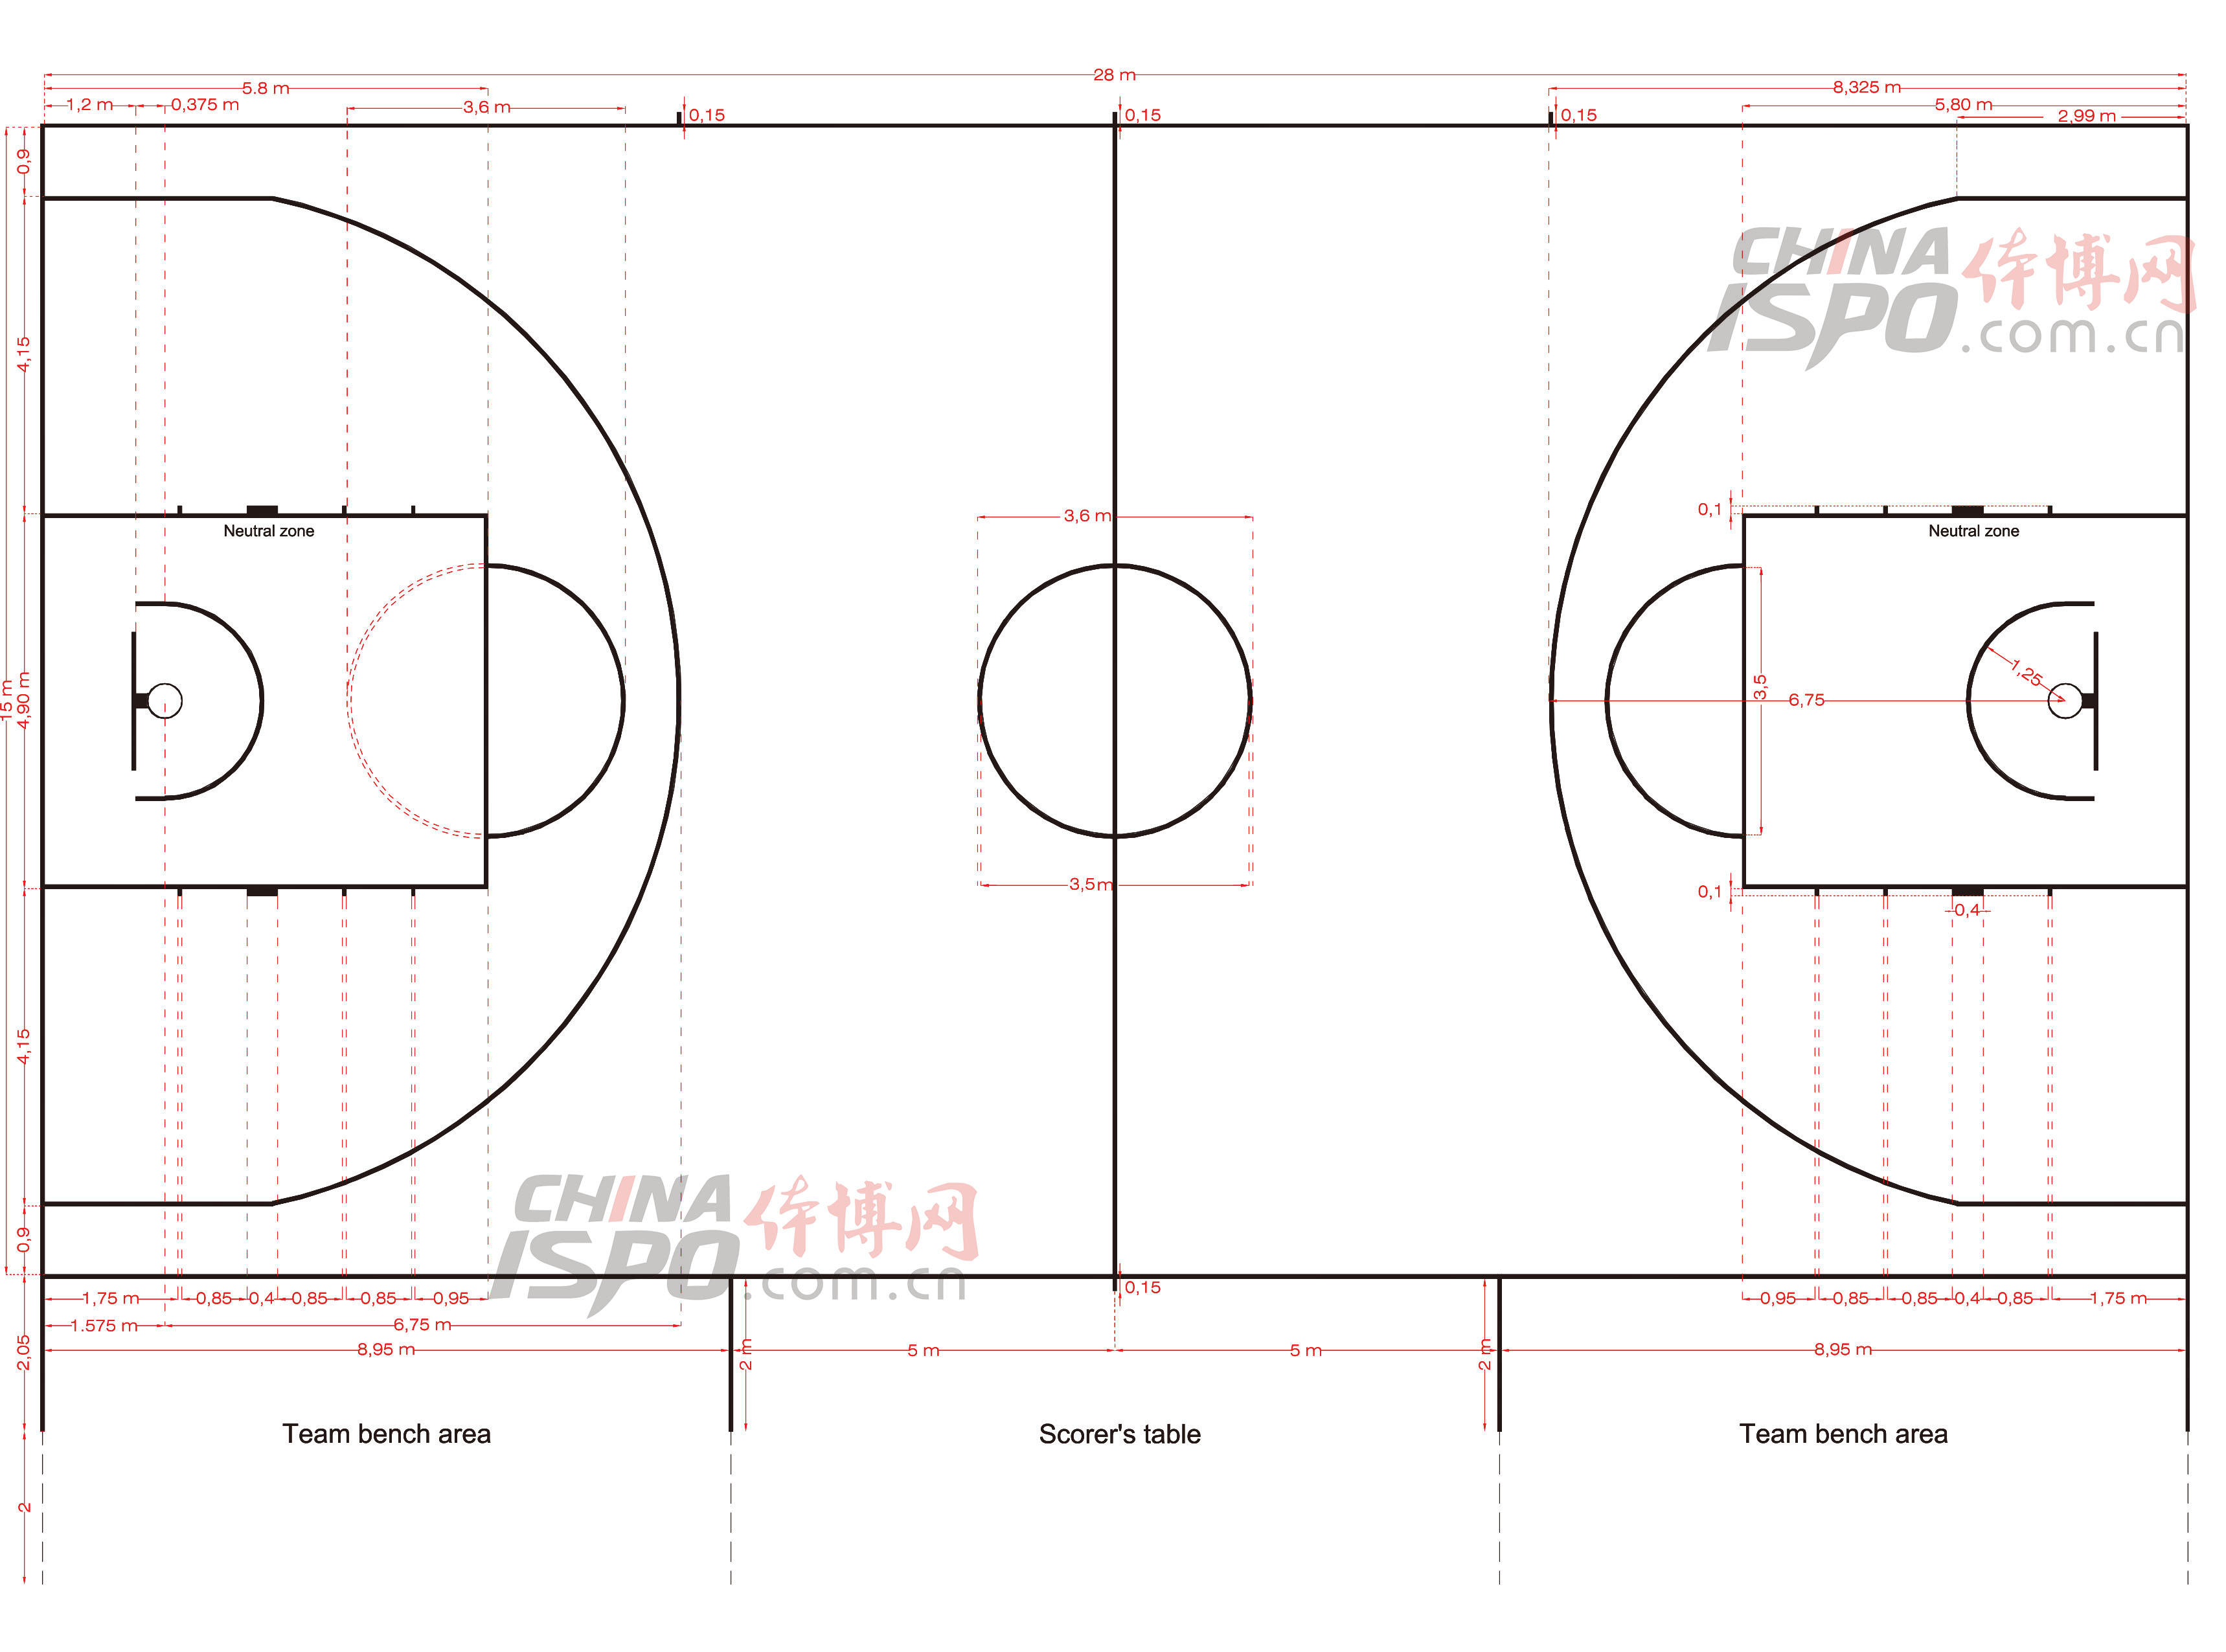 28 m
5.8 m
8,325 m
1,2 m
0,375 m
3,6 m
5,80 m
0,15
0,15
0,15
2,99 m
0,9
CHINA 体博网
ISPO .com.cn
4,15
3,6 m
0,1
Neutral zone
Neutral zone
15 m
4,90 m
1,25
3,5
6,75
3,5m
0,1
0,4
4,15
CHINA 体博网
ISPO .com.cn
0,9
0,15
1,75 m
0,85
0,4
0,85
0,85
0,95
0,95
0,85
0,85
0,4
0,85
1,75 m
1.575 m
6,75 m
2,05
8,95 m
2 m
5 m
5 m
2 m
8,95 m
Team bench area
Scorer's table
Team bench area
2